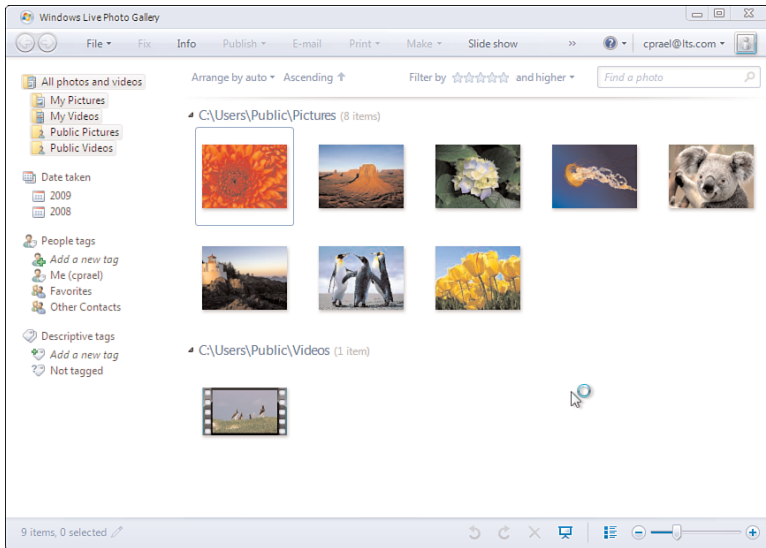 Windows Live Photo Gallery
File Fix Info Publish E-mail Print Make Slide show » cprael@lts.com
All photos and videos
My Pictures
My Videos
Public Pictures
Public Videos
Date taken
2009
2008
People tags
Add a new tag
Me (cprael)
Favorites
Other Contacts
Descriptive tags
Add a new tag
Not tagged
Arrange by auto Ascending Filter by and higher Find a photo
C:\Users\Public\Pictures (8 items)
C:\Users\Public\Videos (1 item)
9 items, 0 selected